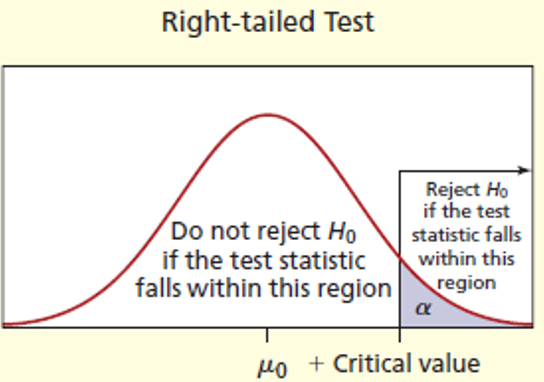 Right-tailed Test
Do not reject H₀
if the test statistic
falls within this region
Reject H₀
if the test
statistic falls
within this
region
α
μ₀ + Critical value